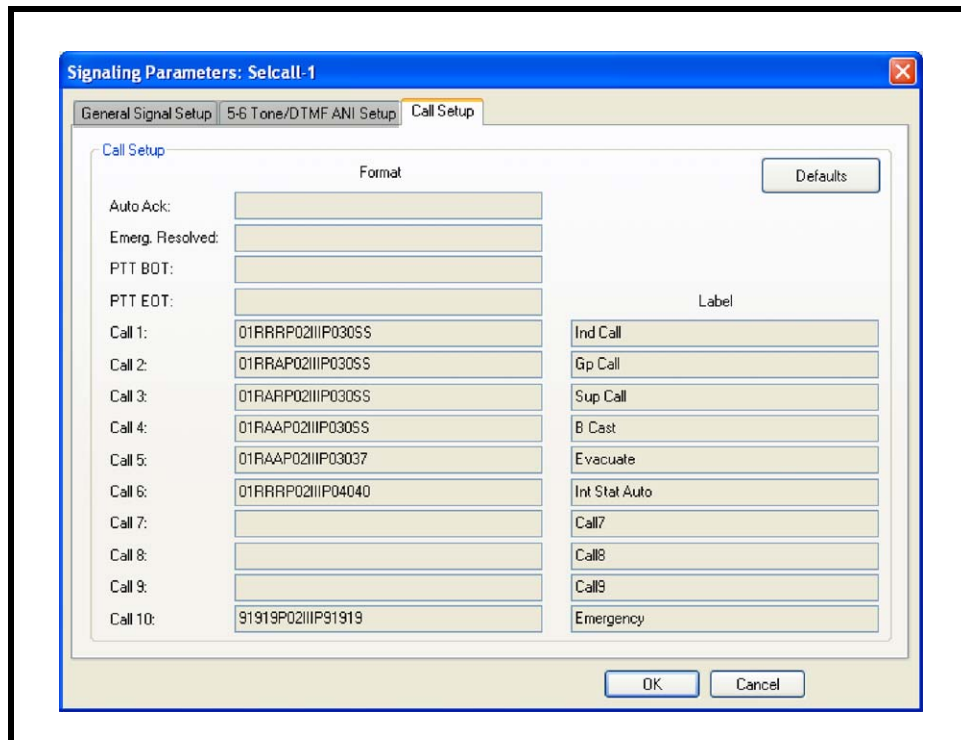 Signaling Parameters: Selcall-1
General Signal Setup 5-6 Tone/DTMF ANI Setup Call Setup
Call Setup
Format
Defaults
Auto Ack:
Emerg. Resolved:
PTT BOT:
PTT EOT:
Label
Call 1: 01RRRP02IIIP030SS Ind Call
Call 2: 01RRAP02IIIP030SS Gp Call
Call 3: 01RARP02IIIP030SS Sup Call
Call 4: 01RAAP02IIIP030SS B Cast
Call 5: 01RAAP02IIIP03037 Evacuate
Call 6: 01RRRP02IIIP04040 Int Stat Auto
Call 7: Call7
Call 8: Call8
Call 9: Call9
Call 10: 91919P02IIIP91919 Emergency
OK Cancel